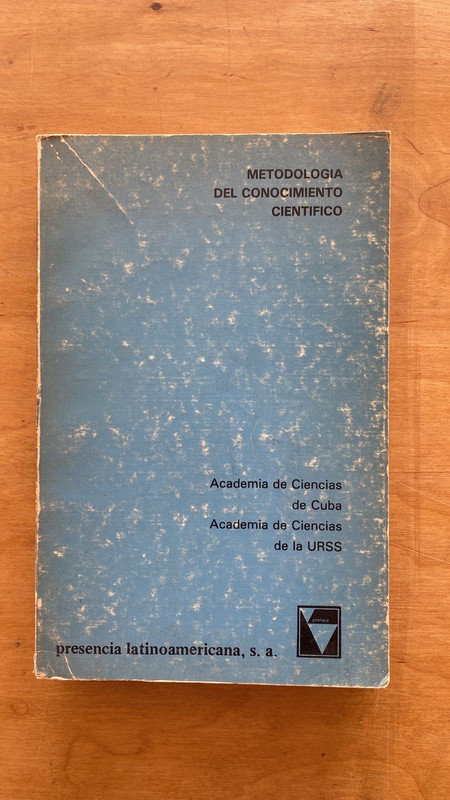 METODOLOGIA
DEL CONOCIMIENTO
CIENTIFICO
Academia de Ciencias
de Cuba
Academia de Ciencias
de la URSS
presencia latinoamericana, s. a.